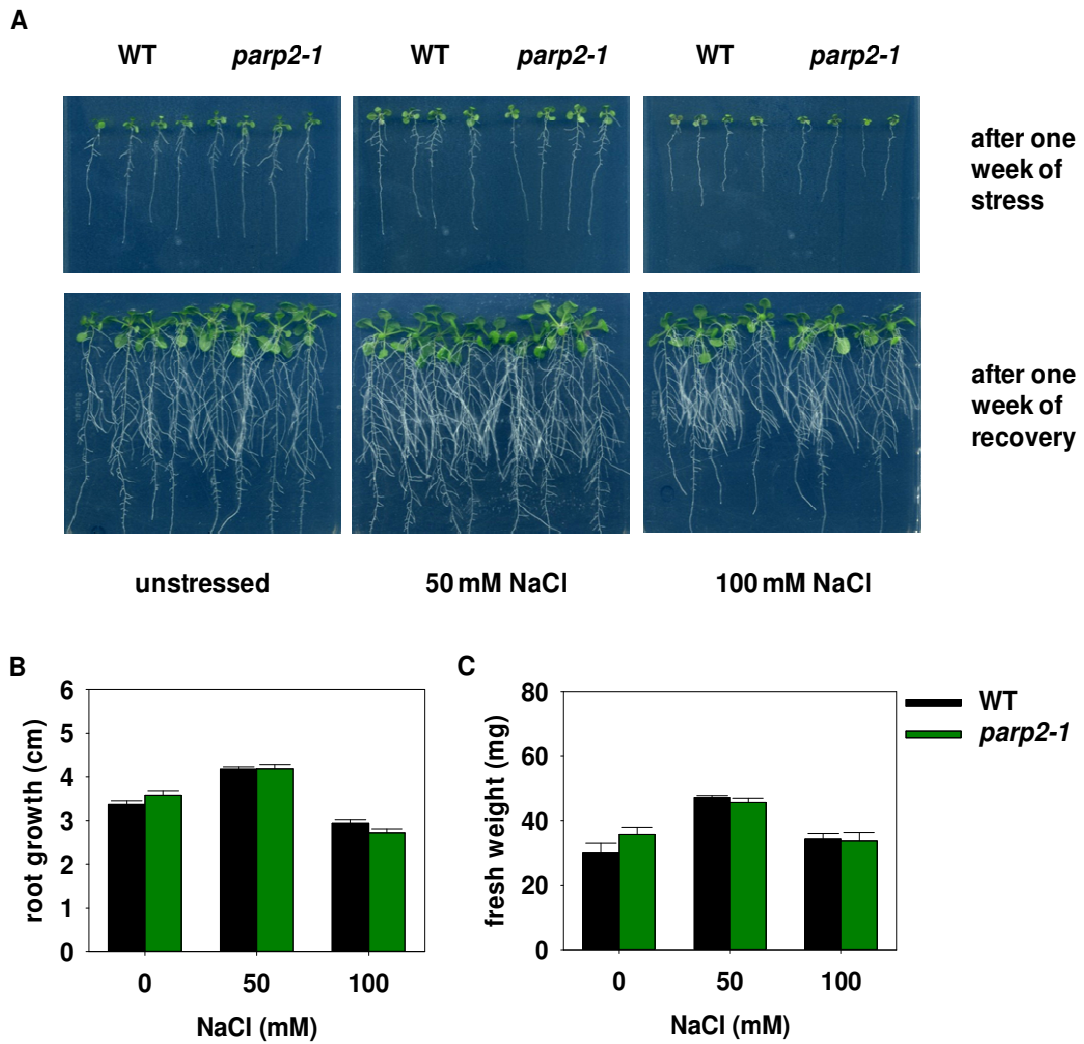 A
WT parp2-1 WT parp2-1 WT parp2-1
after one
week of
stress
after one
week of
recovery
unstressed 50 mM NaCl 100 mM NaCl
B
root growth (cm)
6
5
4
3
2
1
0
0 50 100
NaCl (mM)
C
fresh weight (mg)
80
60
40
20
0
0 50 100
NaCl (mM)
WT
parp2-1